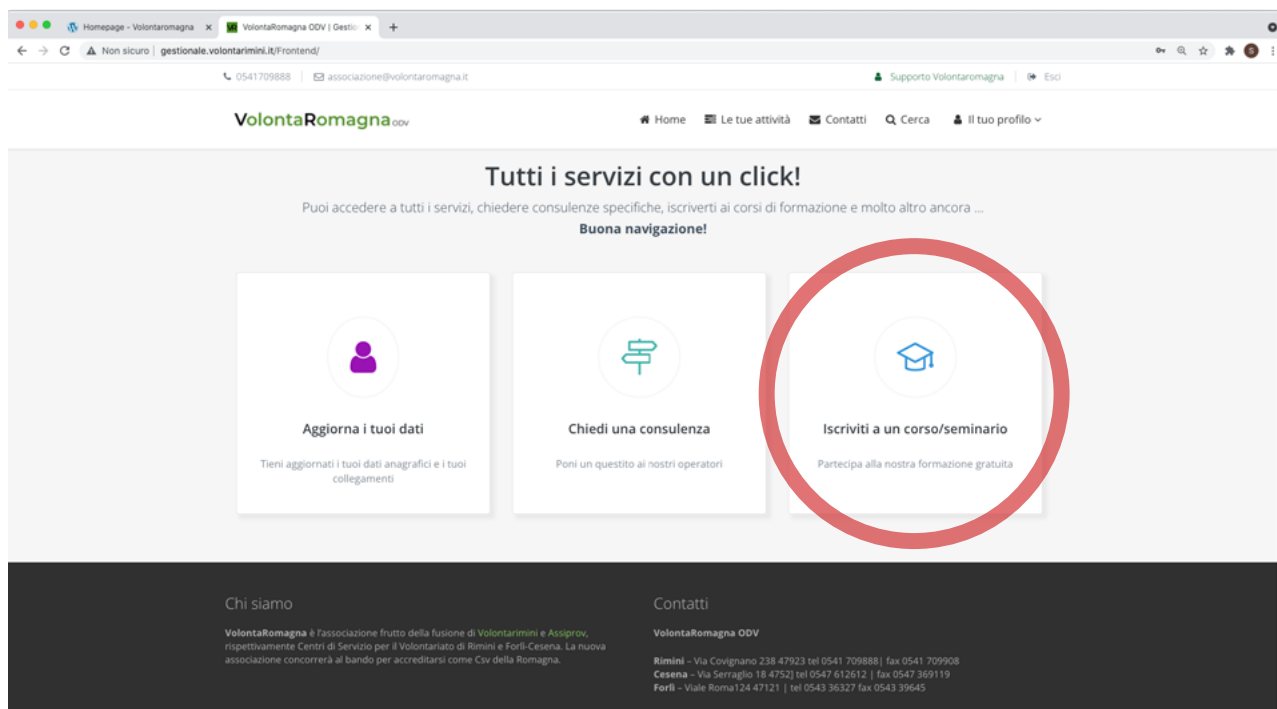 Homepage - Volontaromagna
VolontaRomagna ODV | Gestio
Non sicuro | gestionale.volontarimini.it/Frontend/
S
0541709888 | associazione@volontaromagna.it
Supporto Volontaromagna | Esci
VolontaRomagna ODV
Home
Le tue attività
Contatti
Cerca
Il tuo profilo
Tutti i servizi con un click!
Puoi accedere a tutti i servizi, chiedere consulenze specifiche, iscriverti ai corsi di formazione e molto altro ancora ...
Buona navigazione!
Aggiorna i tuoi dati
Tieni aggiornati i tuoi dati anagrafici e i tuoi
collegamenti
Chiedi una consulenza
Poni un questito ai nostri operatori
Iscriviti a un corso/seminario
Partecipa alla nostra formazione gratuita
Chi siamo
VolontaRomagna è l'associazione frutto della fusione di Volontarimini e Assiprov,
rispettivamente Centri di Servizio per il Volontariato di Rimini e Forlì-Cesena. La nuova
associazione concorrerà al bando per accreditarsi come Csv della Romagna.
Contatti
VolontaRomagna ODV
Rimini – Via Covignano 238 47923 tel 0541 709888| fax 0541 709908
Cesena – Via Serraglio 18 4752] tel 0547 612612 | fax 0547 369119
Forlì – Viale Roma124 47121 | tel 0543 36327 fax 0543 39645